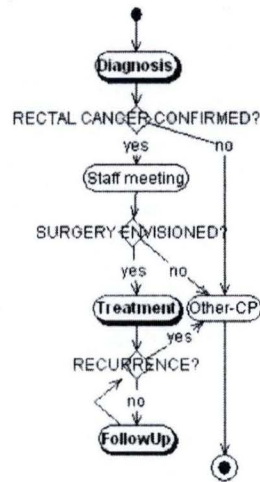 Diagnosis
RECTAL CANCER CONFIRMED?
yes no
Staff meeting
SURGERY ENVISIONED?
yes no
Treatment Other-CP
yes
RECURRENCE?
no
FollowUp